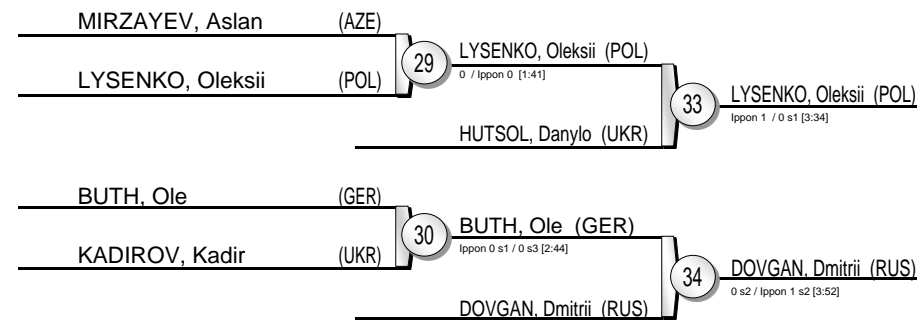 MIRZAYEV, Aslan (AZE)
LYSENKO, Oleksii (POL)
29
LYSENKO, Oleksii (POL)
0 / Ippon 0 [1:41]
HUTSOL, Danylo (UKR)
33
LYSENKO, Oleksii (POL)
Ippon 1 / 0 s1 [3:34]
BUTH, Ole (GER)
KADIROV, Kadir (UKR)
30
BUTH, Ole (GER)
Ippon 0 s1 / 0 s3 [2:44]
DOVGAN, Dmitrii (RUS)
34
DOVGAN, Dmitrii (RUS)
0 s2 / Ippon 1 s2 [3:52]